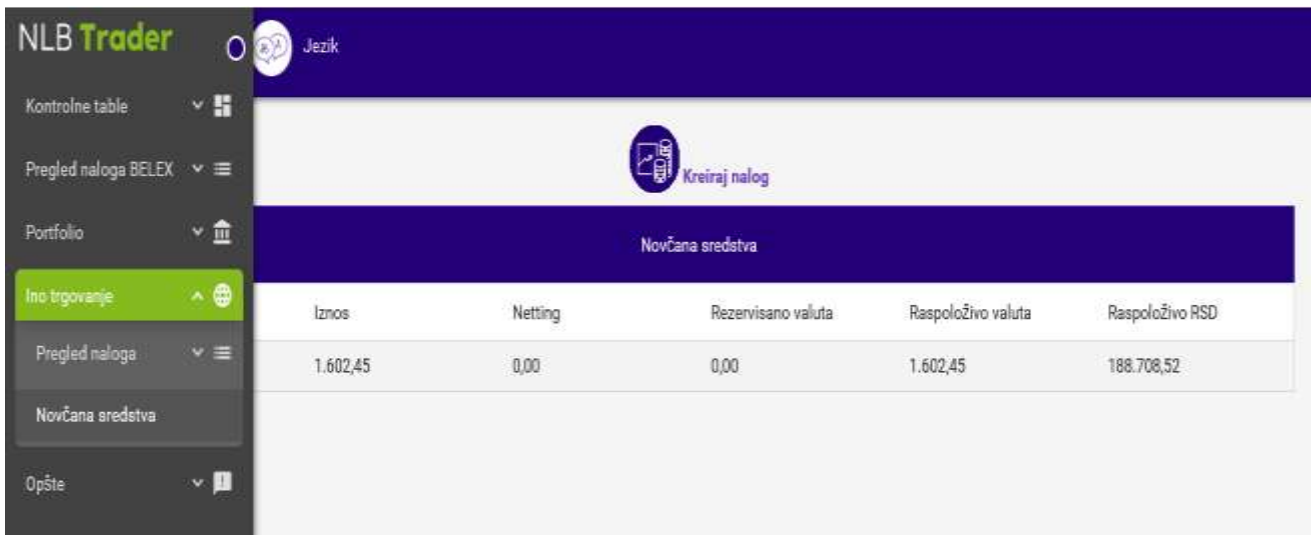 NLB Trader
Jezik
Kontrolne table
Pregled naloga BELEX
Portfolio
Ino trgovanje
Pregled naloga
Novčana sredstva
Opšte
Kreiraj nalog
Novčana sredstva
Iznos Netting Rezervisano valuta Raspoloživo valuta Raspoloživo RSD
1.602,45 0,00 0,00 1.602,45 188.708,52